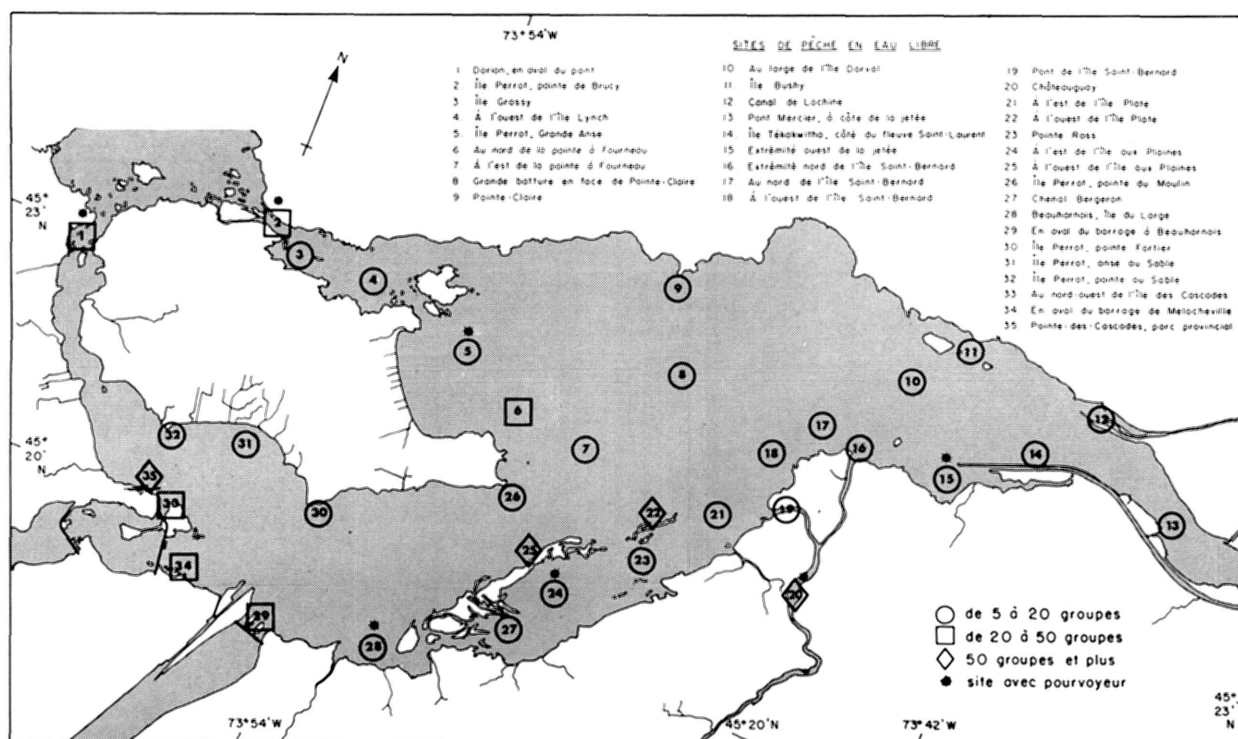 73°54'W
SITES DE PÊCHE EN EAU LIBRE
N
1 Dorion, en aval du pont
2 Île Perrot, pointe de Brucy
3 Île Grassy
4 À l'ouest de l'île Lynch
5 Île Perrot, Grande Anse
6 Au nord de la pointe à Fourneau
7 À l'est de la pointe à Fourneau
8 Grande batture en face de Pointe-Claire
9 Pointe-Claire
10 Au large de l'île Dorval
11 Île Bushy
12 Canal de Lachine
13 Pont Mercier, à côté de la jetée
14 Île Tékakwitha, côté du fleuve Saint-Laurent
15 Extrémité ouest de la jetée
16 Extrémité nord de l'île Saint-Bernard
17 Au nord de l'île Saint-Bernard
18 À l'ouest de l'île Saint-Bernard
19 Pont de l'île Saint-Bernard
20 Châteauguay
21 À l'est de l'île Plate
22 À l'ouest de l'île Plate
23 Pointe Ross
24 À l'est de l'île aux Plaines
25 À l'ouest de l'île aux Plaines
26 Île Perrot, pointe du Moulin
27 Chenal Bergeron
28 Beauharnois, île du Large
29 En aval du barrage à Beauharnois
30 Île Perrot, pointe Fortier
31 Île Perrot, anse au Sable
32 Île Perrot, pointe au Sable
33 Au nord-ouest de l'île des Cascades
34 En aval du barrage de Melocheville
35 Pointe-des-Cascades, parc provincial
45°
23'
N
1
2
3
4
5
6
7
8
9
10
11
12
13
14
15
16
17
18
19
20
21
22
23
24
25
26
27
28
29
30
31
32
33
34
35
45°
20'
N
de 5 à 20 groupes
de 20 à 50 groupes
50 groupes et plus
site avec pourvoyeur
73°54'W
45°20'N
73°42'W
45°
23'
N